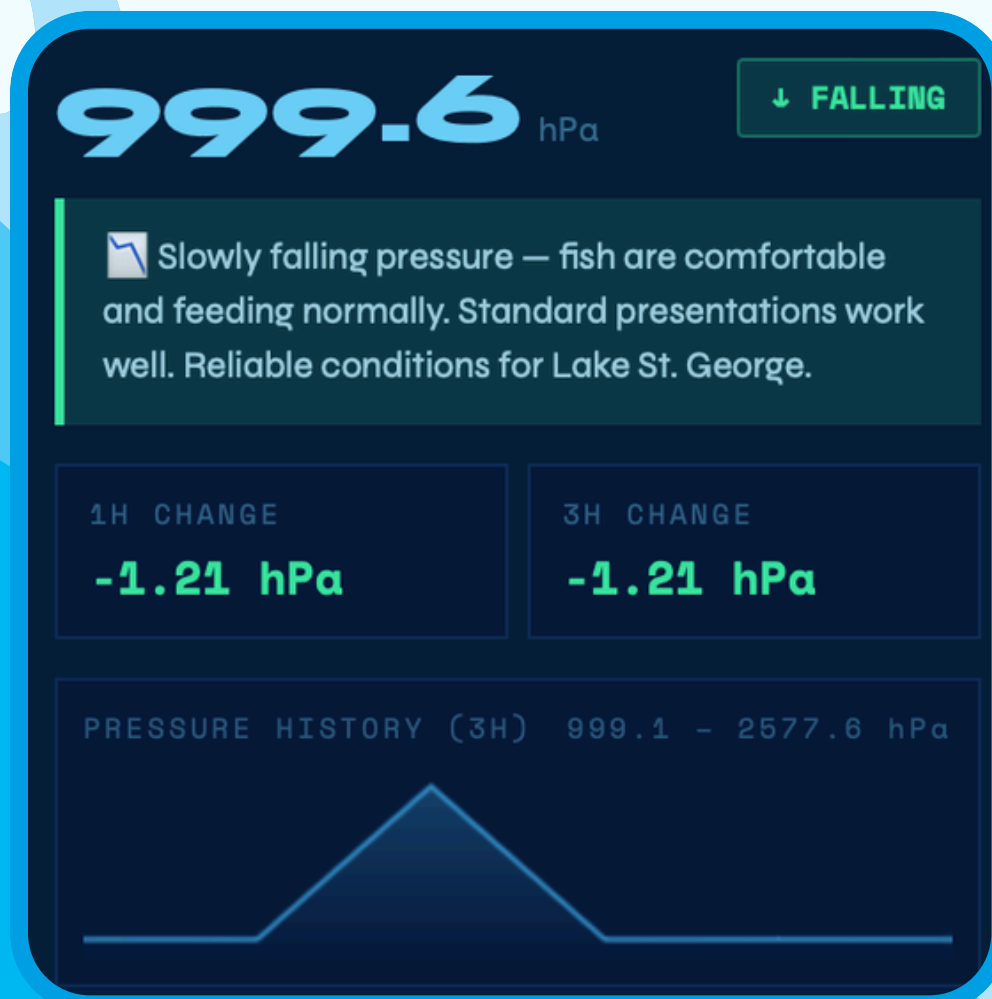 999.6 hPa
↓ FALLING
Slowly falling pressure — fish are comfortable
and feeding normally. Standard presentations work
well. Reliable conditions for Lake St. George.
1H CHANGE
-1.21 hPa
3H CHANGE
-1.21 hPa
PRESSURE HISTORY (3H) 999.1 – 2577.6 hPa